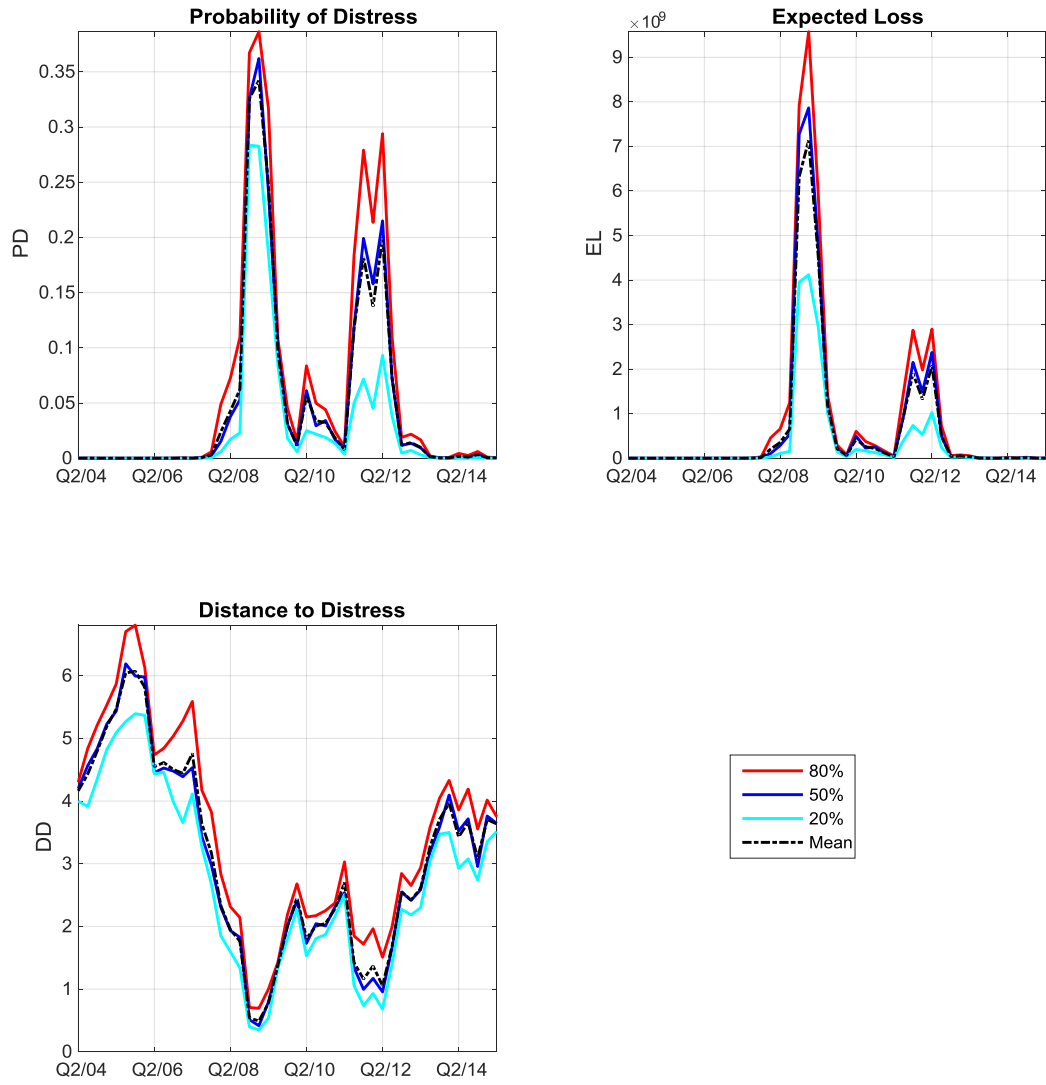 Probability of Distress
PD
0.35
0.3
0.25
0.2
0.15
0.1
0.05
0
Q2/04 Q2/06 Q2/08 Q2/10 Q2/12 Q2/14
Expected Loss
×10⁹
EL
9
8
7
6
5
4
3
2
1
0
Q2/04 Q2/06 Q2/08 Q2/10 Q2/12 Q2/14
Distance to Distress
DD
6
5
4
3
2
1
0
Q2/04 Q2/06 Q2/08 Q2/10 Q2/12 Q2/14
80%
50%
20%
Mean